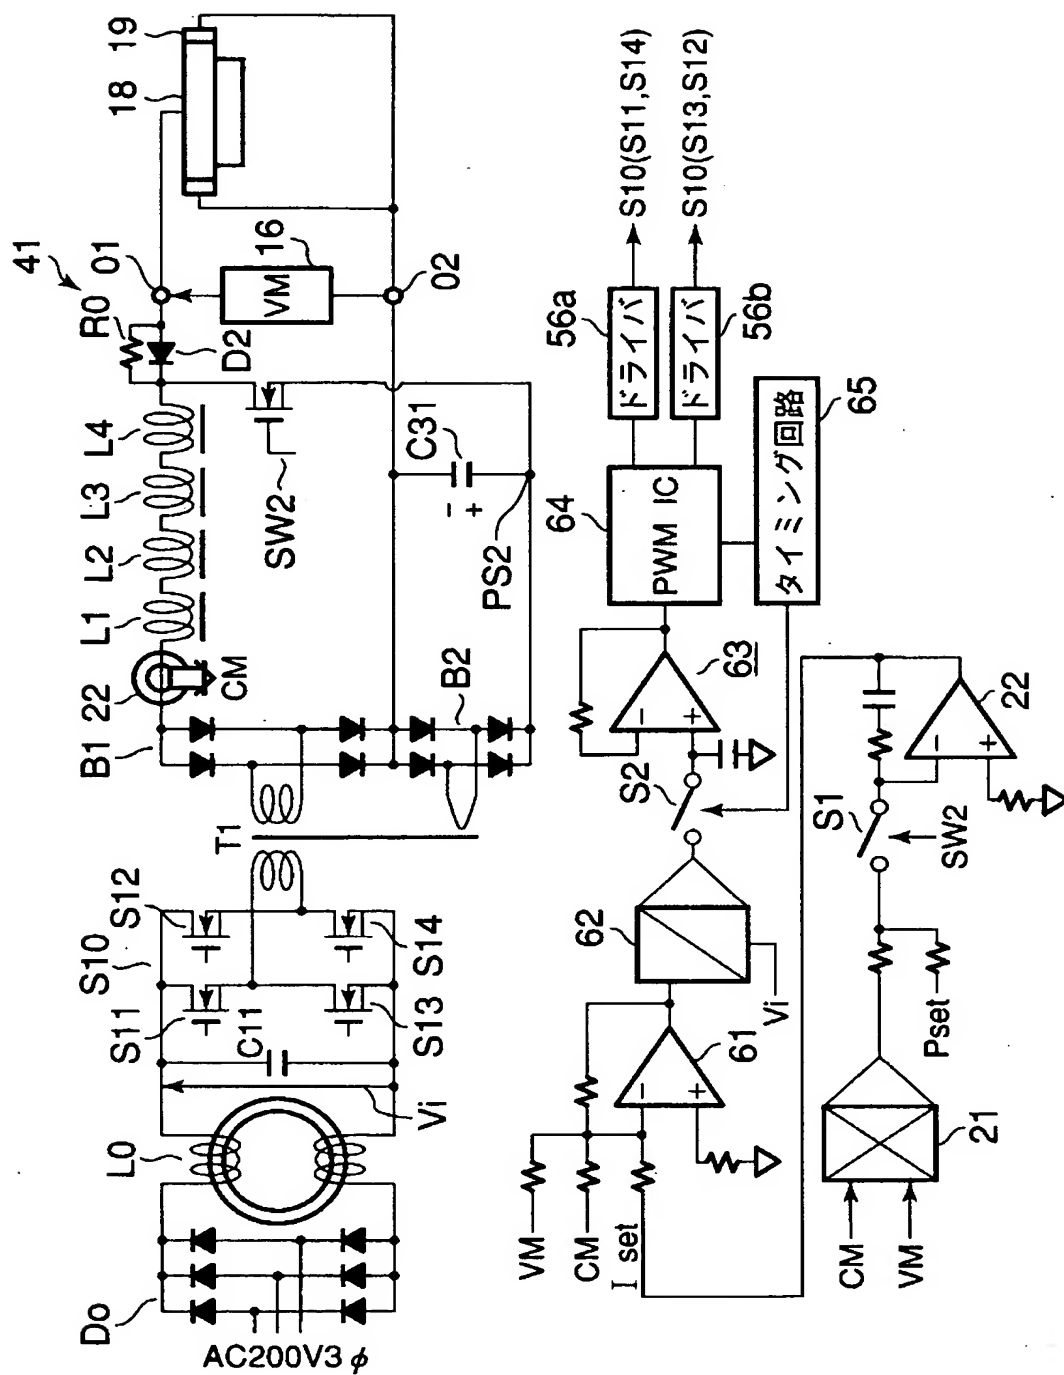 41
R0
01
18
19
D2
VM
16
02
B1
22
CM
L1
L2
L3
L4
SW2
C31
-
+
PS2
B2
T1
S10
S12
S11
C11
S13
S14
Vi
L0
Do
AC200V3φ
VM
CM
I set
-
+
61
62
Vi
S2
-
+
63
64
PWM IC
56a
ドライバ
S10(S11,S14)
ドライバ
56b
S10(S13,S12)
タイミング回路
65
CM
VM
21
Pset
S1
SW2
-
+
22